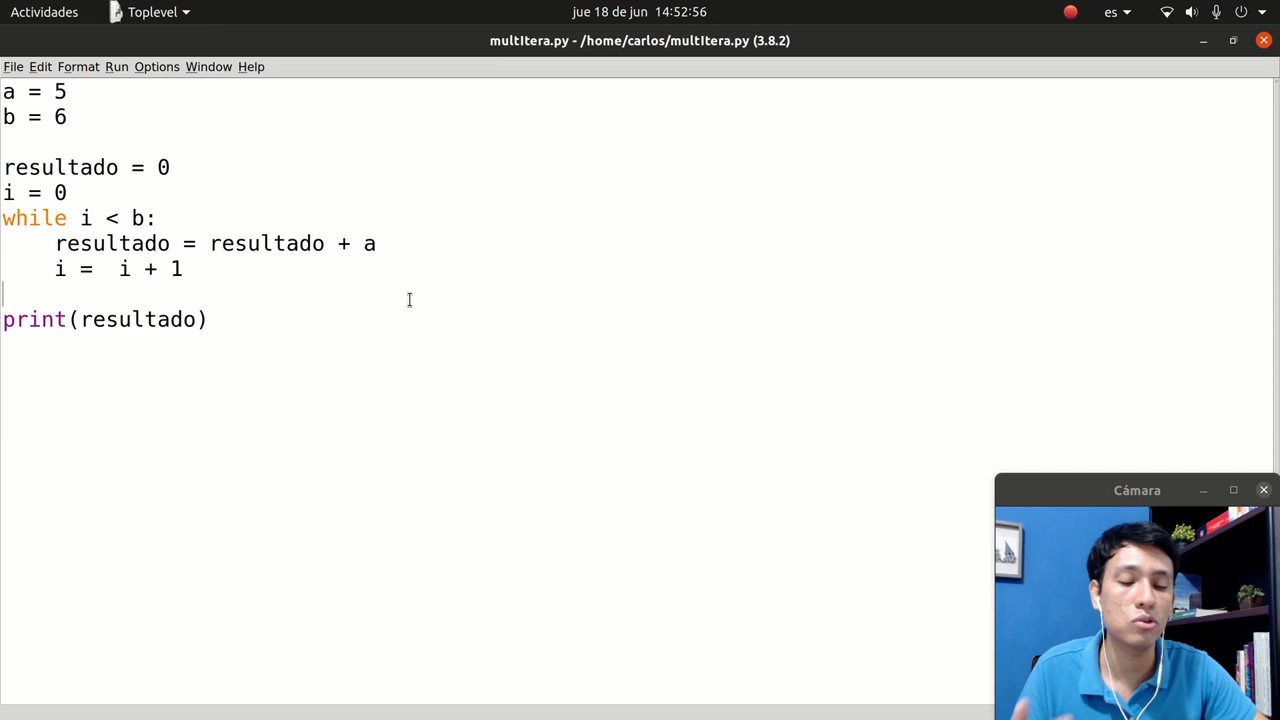 Actividades Toplevel jue 18 de jun 14:52:56 es
multItera.py - /home/carlos/multItera.py (3.8.2)
File Edit Format Run Options Window Help
a = 5
b = 6
resultado = 0
i = 0
while i < b:
    resultado = resultado + a
    i =  i + 1
print(resultado)
Cámara